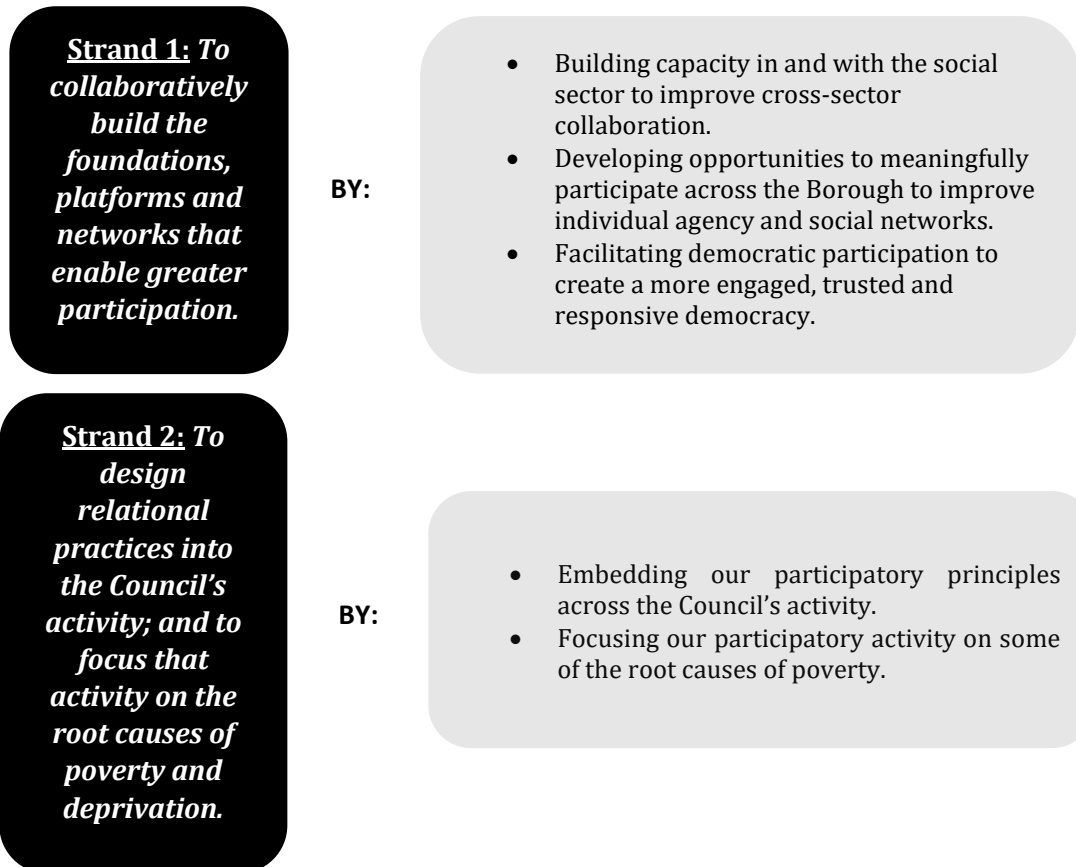 Strand 1: To
collaboratively
build the
foundations,
platforms and
networks that
enable greater
participation.
BY:
• Building capacity in and with the social
sector to improve cross-sector
collaboration.
• Developing opportunities to meaningfully
participate across the Borough to improve
individual agency and social networks.
• Facilitating democratic participation to
create a more engaged, trusted and
responsive democracy.
Strand 2: To
design
relational
practices into
the Council’s
activity; and to
focus that
activity on the
root causes of
poverty and
deprivation.
BY:
• Embedding our participatory principles
across the Council’s activity.
• Focusing our participatory activity on some
of the root causes of poverty.